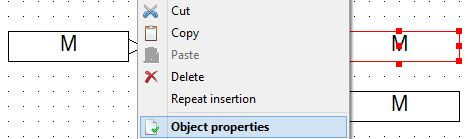 Cut
M
Copy
M
Paste
Delete
Repeat insertion
M
Object properties